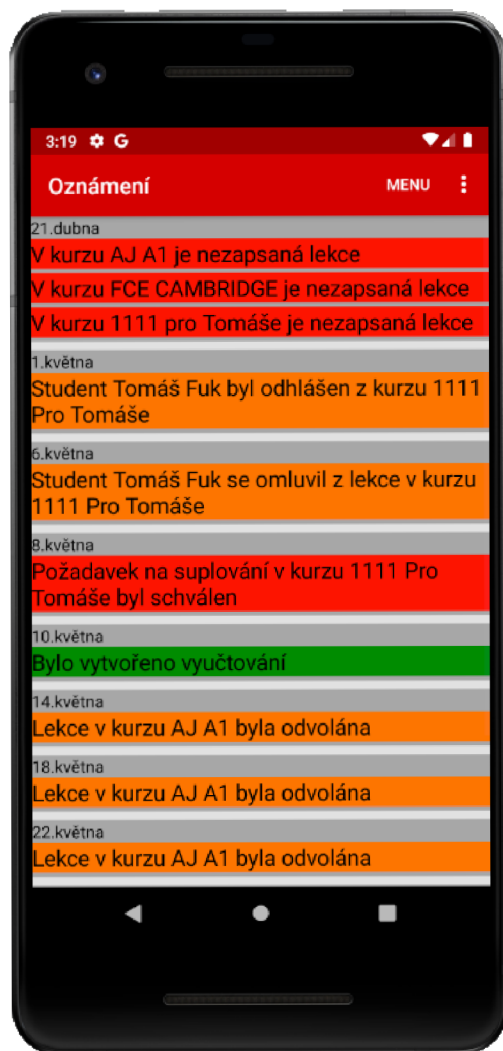 3:19 G
Oznámení MENU
21.dubna
V kurzu AJ A1 je nezapsaná lekce
V kurzu FCE CAMBRIDGE je nezapsaná lekce
V kurzu 1111 pro Tomáše je nezapsaná lekce
1.května
Student Tomáš Fuk byl odhlášen z kurzu 1111
Pro Tomáše
6.května
Student Tomáš Fuk se omluvil z lekce v kurzu
1111 Pro Tomáše
8.května
Požadavek na suplování v kurzu 1111 Pro
Tomáše byl schválen
10.května
Bylo vytvořeno vyučtování
14.května
Lekce v kurzu AJ A1 byla odvolána
18.května
Lekce v kurzu AJ A1 byla odvolána
22.května
Lekce v kurzu AJ A1 byla odvolána